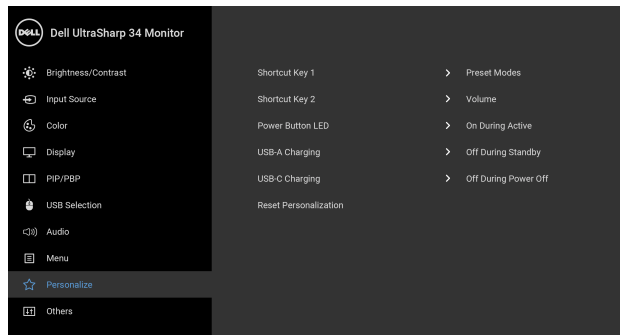 DELL Dell UltraSharp 34 Monitor
Brightness/Contrast
Input Source
Color
Display
PIP/PBP
USB Selection
Audio
Menu
Personalize
Others
Shortcut Key 1 > Preset Modes
Shortcut Key 2 > Volume
Power Button LED > On During Active
USB-A Charging > Off During Standby
USB-C Charging > Off During Power Off
Reset Personalization